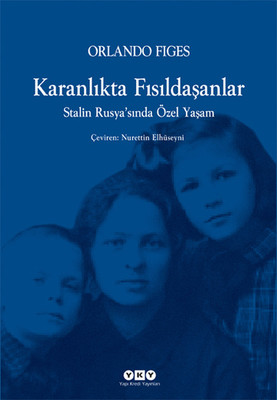 ORLANDO FIGES
Karanlıkta Fısıldaşanlar
Stalin Rusya'sında Özel Yaşam
Çeviren: Nurettin Elhüseyni
YKY
Yapı Kredi Yayınları